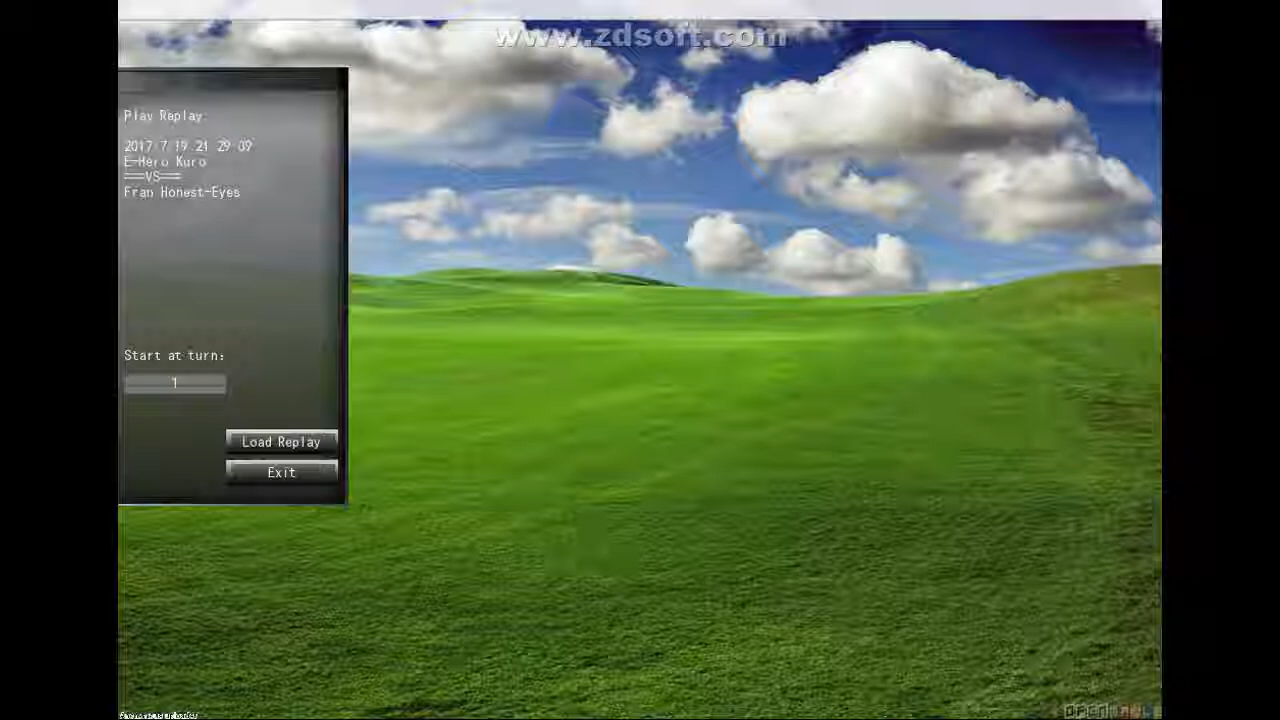 www.zdsoft.com
Play Replay:
2017/7/19 21:29:09
E-Hero Kuro
===VS===
Fran Honest-Eyes
Start at turn:
1
Load Replay
Exit